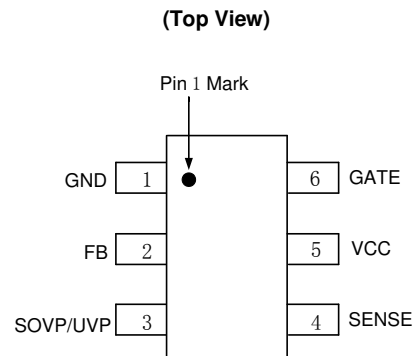 (Top View)
Pin 1 Mark
GND 1 6 GATE
FB 2 5 VCC
SOVP/UVP 3 4 SENSE